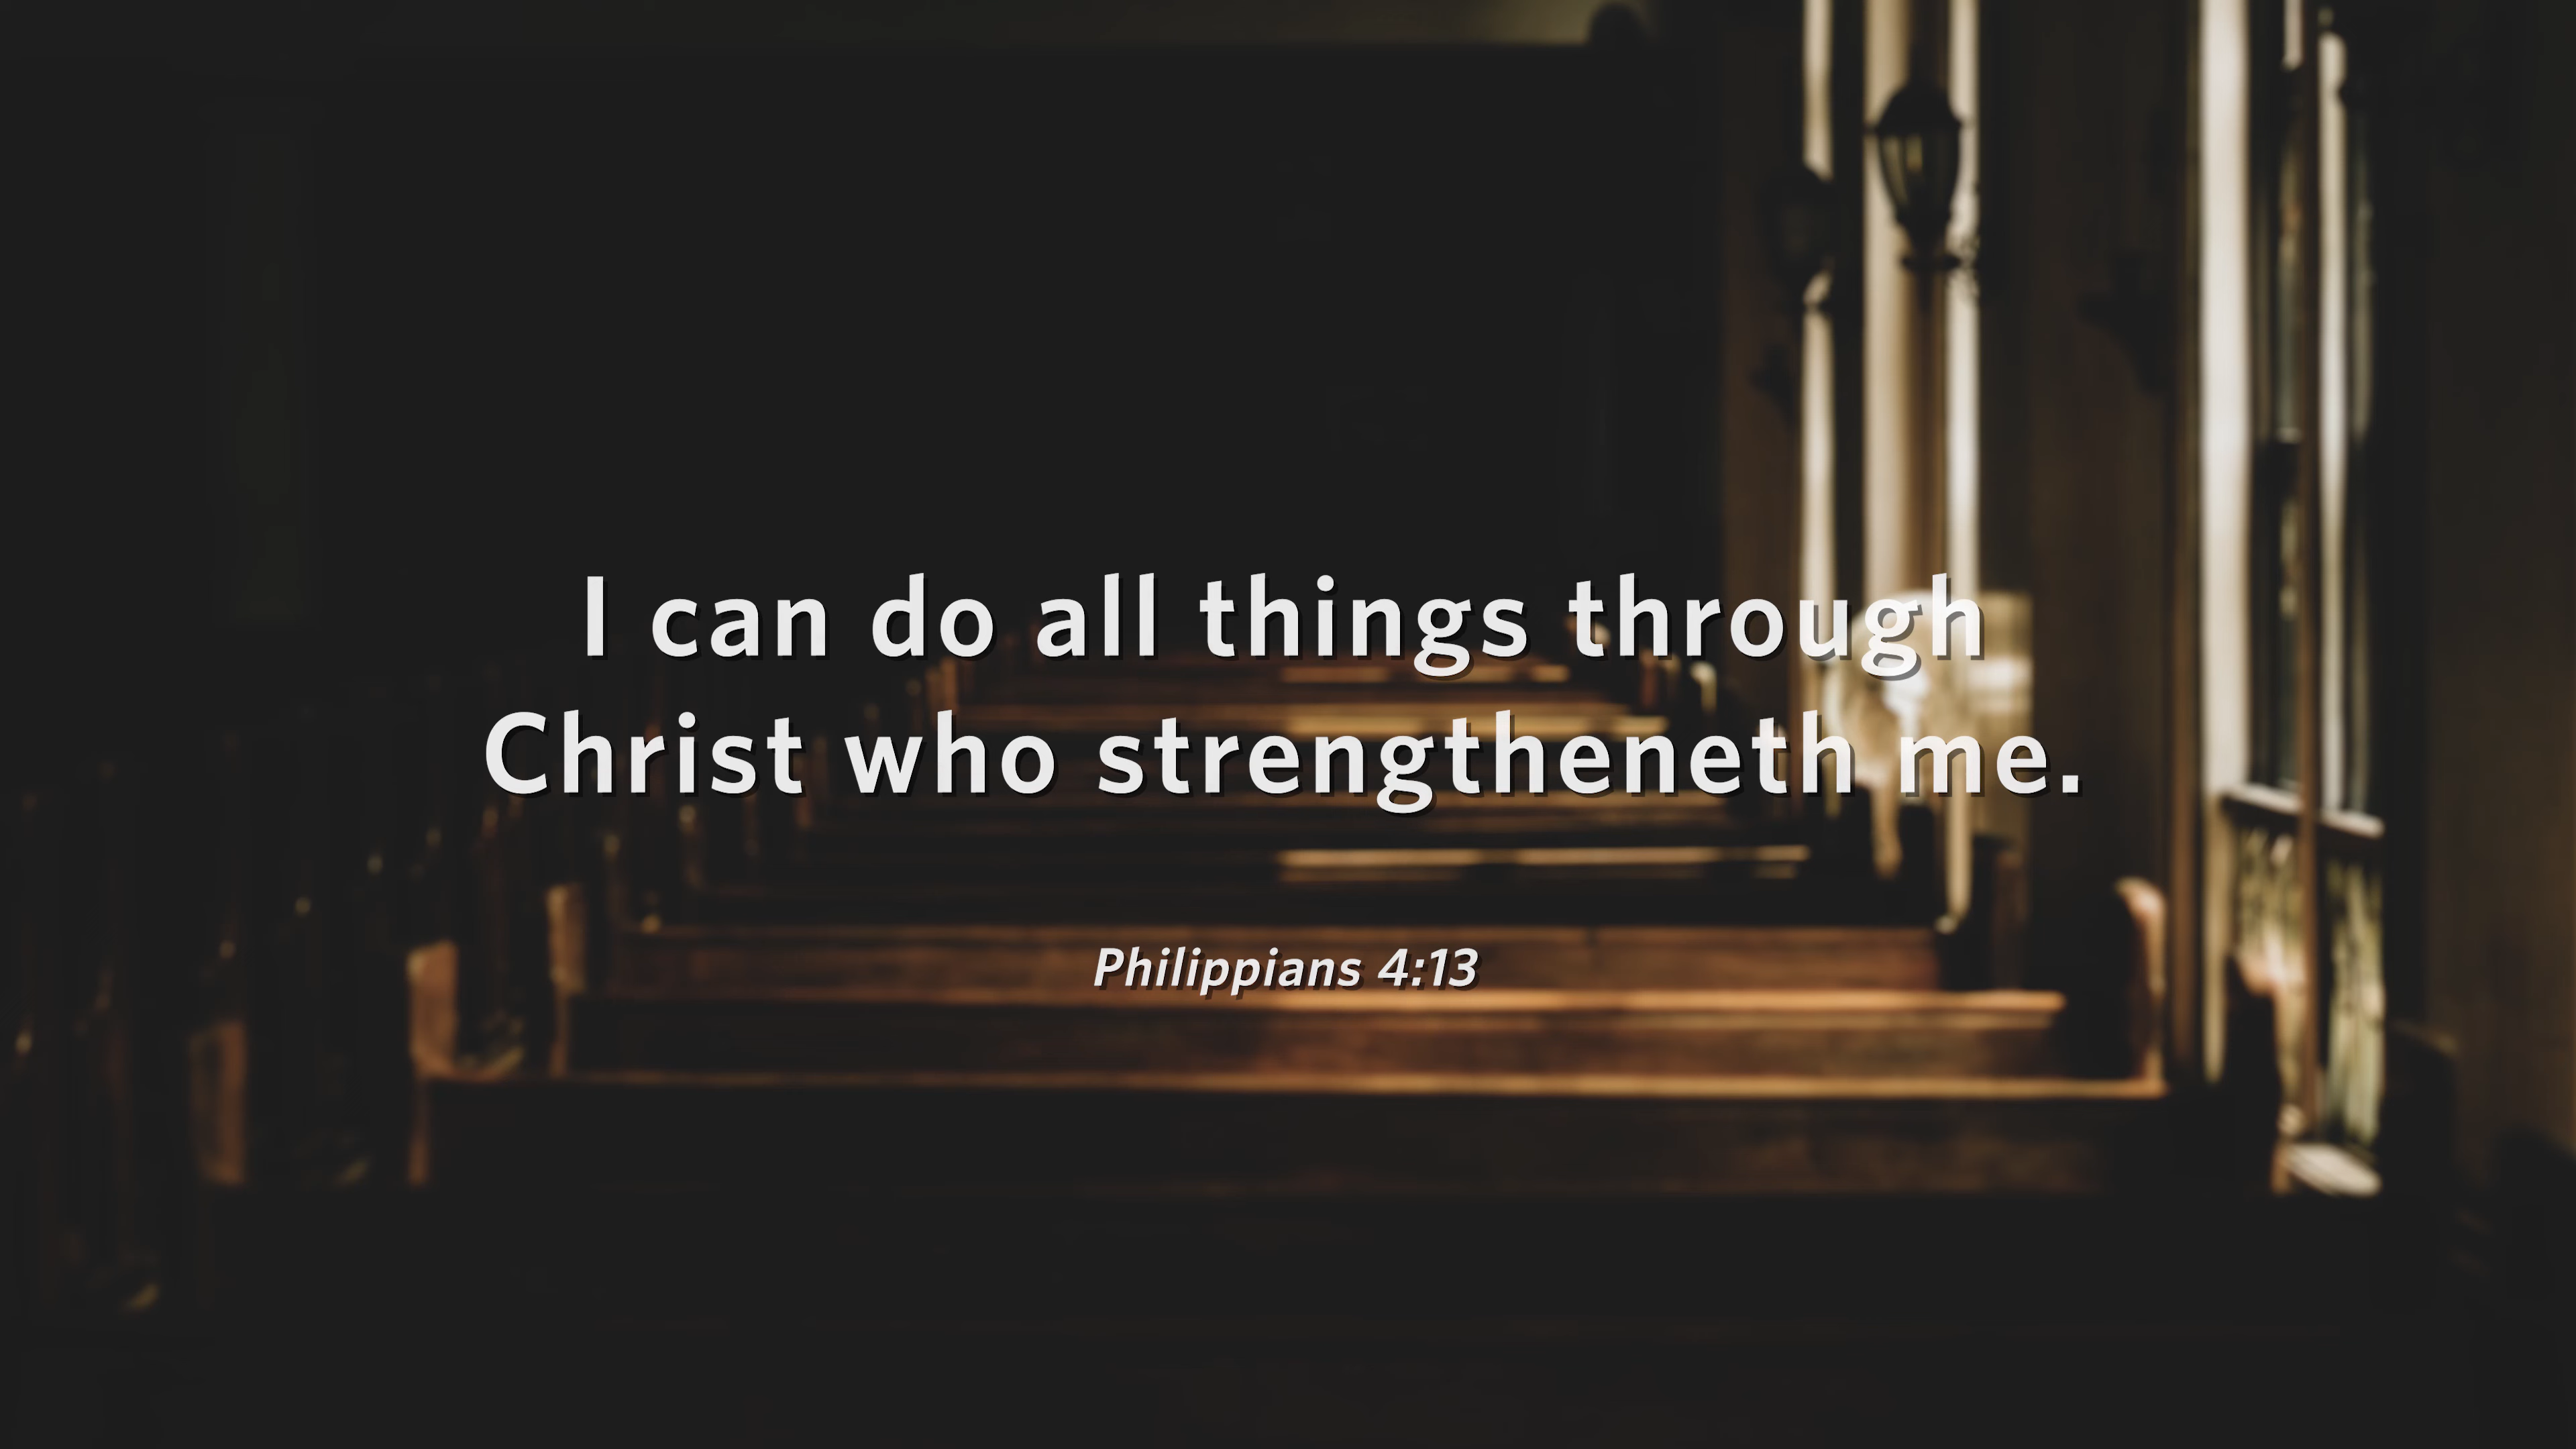 I can do all things through
Christ who strengtheneth me.
Philippians 4:13